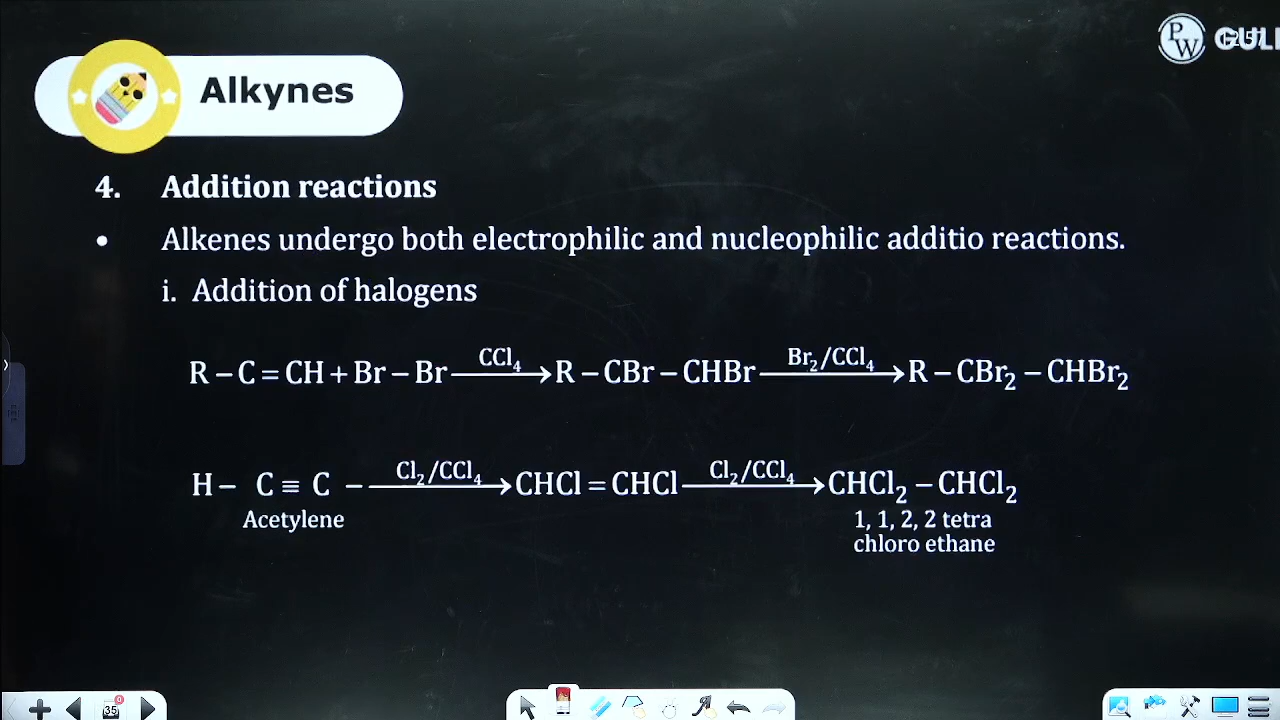 PW
Alkynes
4. Addition reactions
• Alkenes undergo both electrophilic and nucleophilic additio reactions.
i. Addition of halogens
R – C = CH + Br – Br —CCl₄→ R – CBr – CHBr —Br₂/CCl₄→ R – CBr₂ – CHBr₂
H – C ≡ C – —Cl₂/CCl₄→ CHCl = CHCl —Cl₂/CCl₄→ CHCl₂ – CHCl₂
Acetylene 1, 1, 2, 2 tetra
chloro ethane
35